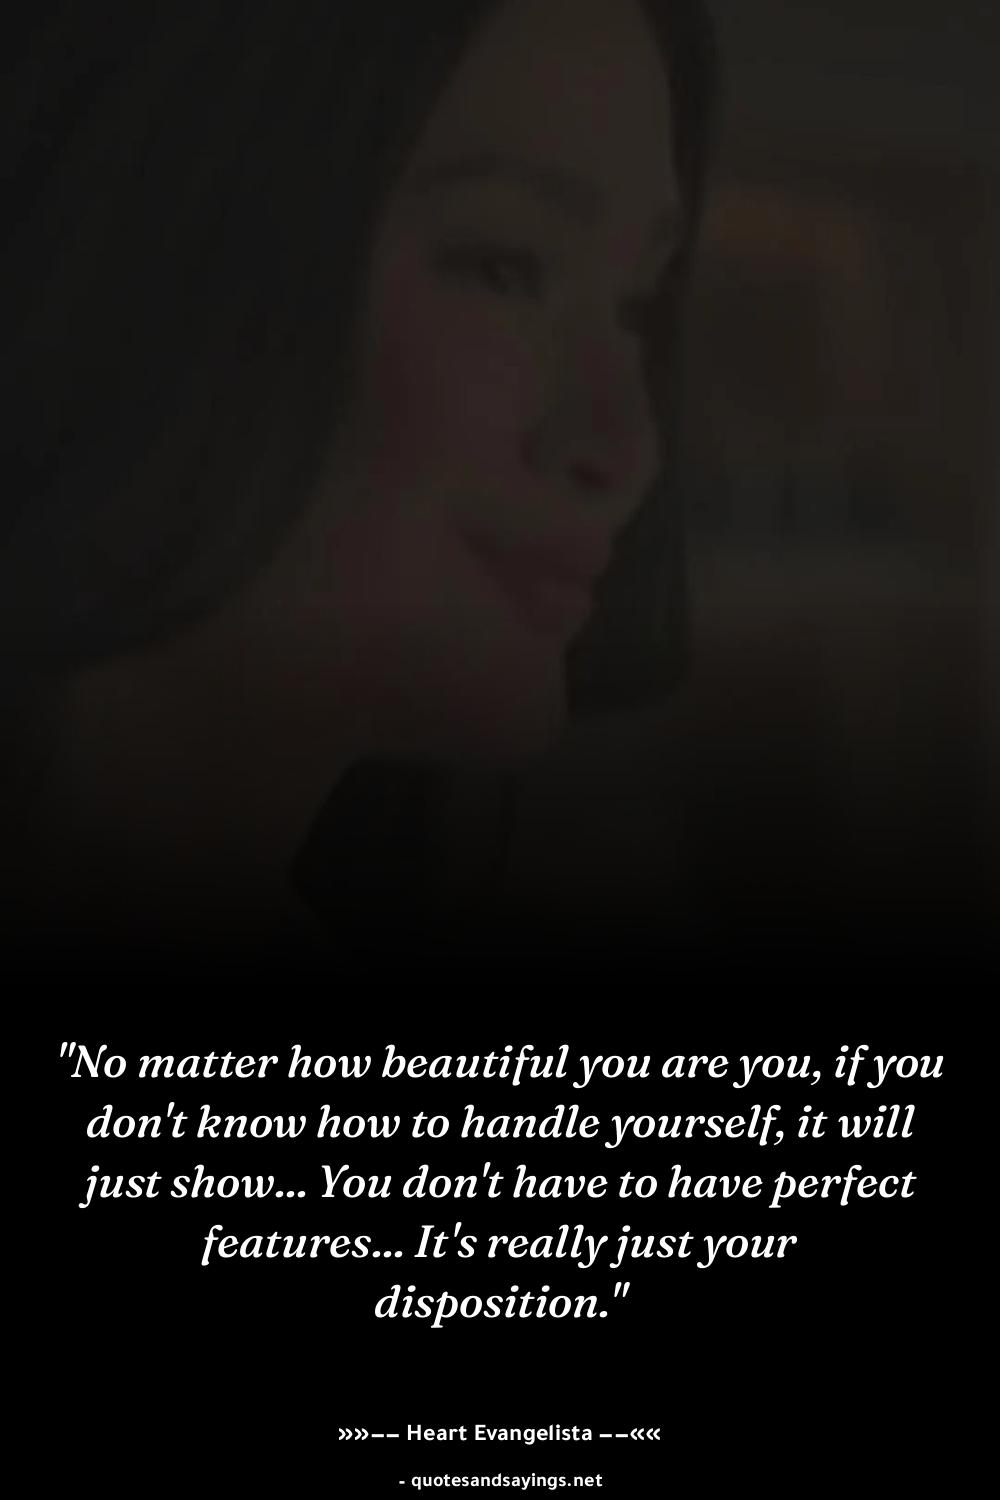 "No matter how beautiful you are you, if you
don't know how to handle yourself, it will
just show... You don't have to have perfect
features... It's really just your
disposition."
»»–– Heart Evangelista ––««
- quotesandsayings.net